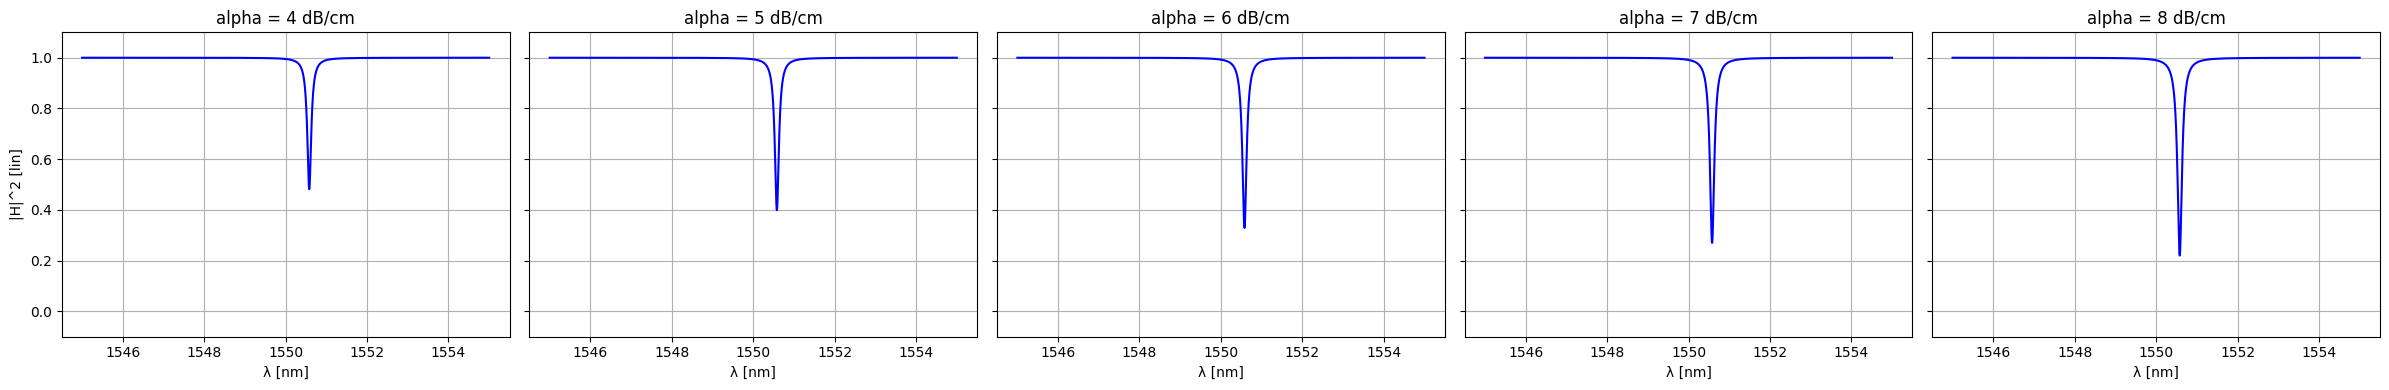 alpha = 4 dB/cm
alpha = 5 dB/cm
alpha = 6 dB/cm
alpha = 7 dB/cm
alpha = 8 dB/cm
|H|^2 [lin]
1.0
0.8
0.6
0.4
0.2
0.0
1546 1548 1550 1552 1554
1546 1548 1550 1552 1554
1546 1548 1550 1552 1554
1546 1548 1550 1552 1554
1546 1548 1550 1552 1554
λ [nm]
λ [nm]
λ [nm]
λ [nm]
λ [nm]